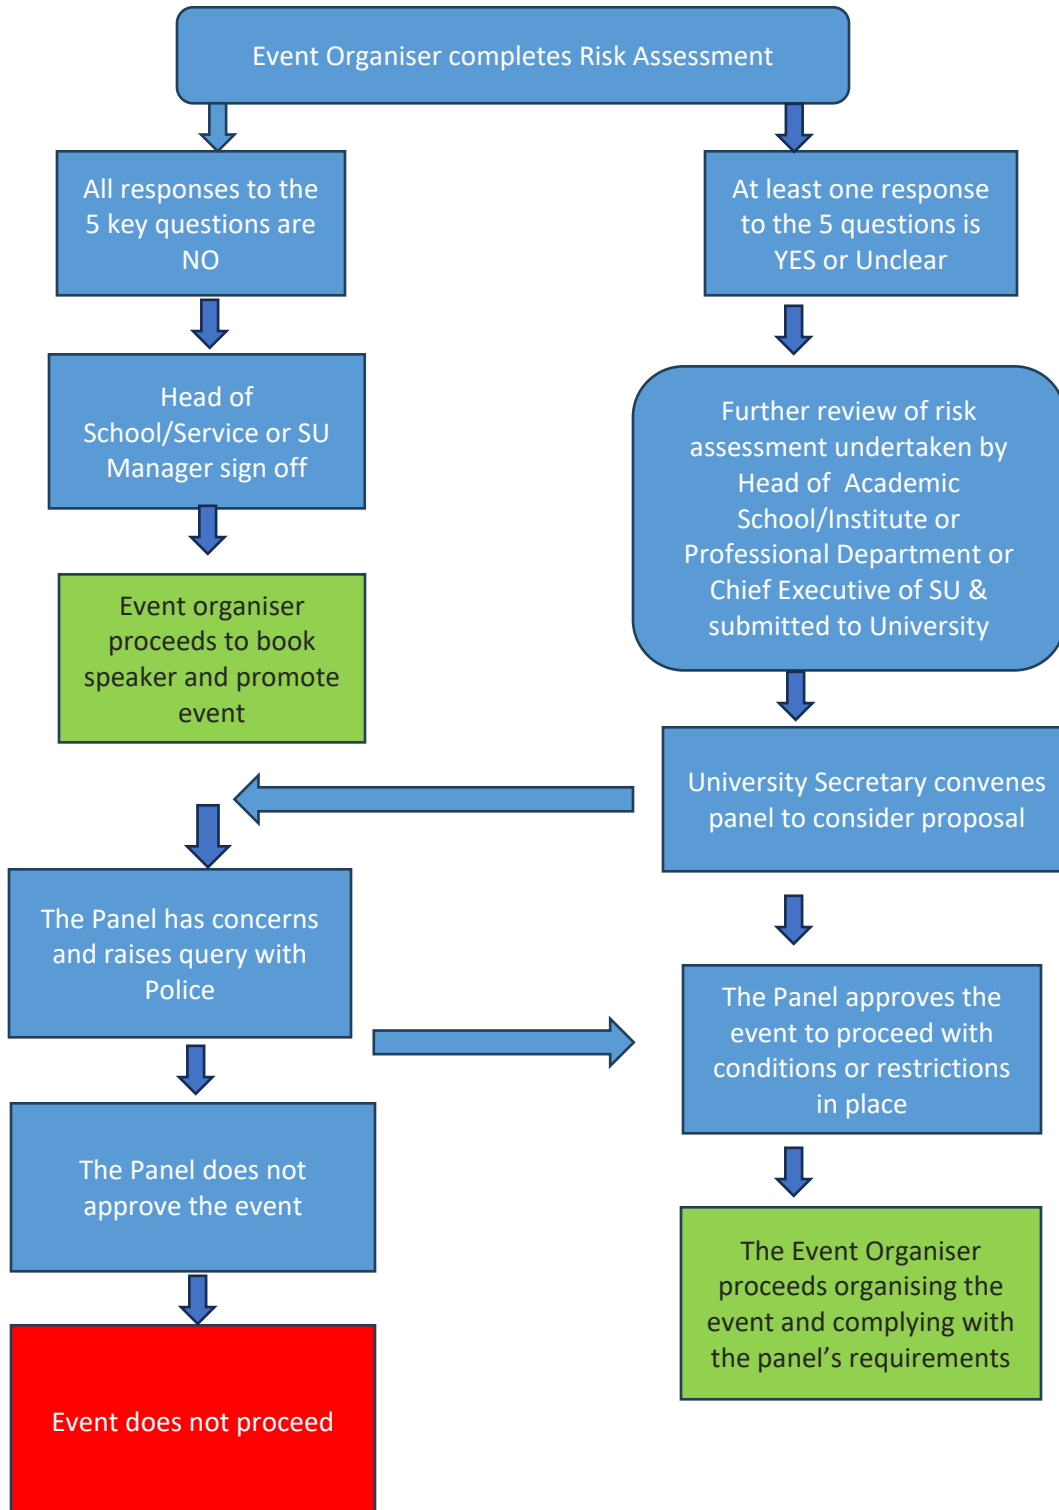 Event Organiser completes Risk Assessment
All responses to the
5 key questions are
NO
At least one response
to the 5 questions is
YES or Unclear
Head of
School/Service or SU
Manager sign off
Further review of risk
assessment undertaken by
Head of  Academic
School/Institute or
Professional Department or
Chief Executive of SU &
submitted to University
Event organiser
proceeds to book
speaker and promote
event
University Secretary convenes
panel to consider proposal
The Panel has concerns
and raises query with
Police
The Panel approves the
event to proceed with
conditions or restrictions
in place
The Panel does not
approve the event
The Event Organiser
proceeds organising the
event and complying with
the panel’s requirements
Event does not proceed